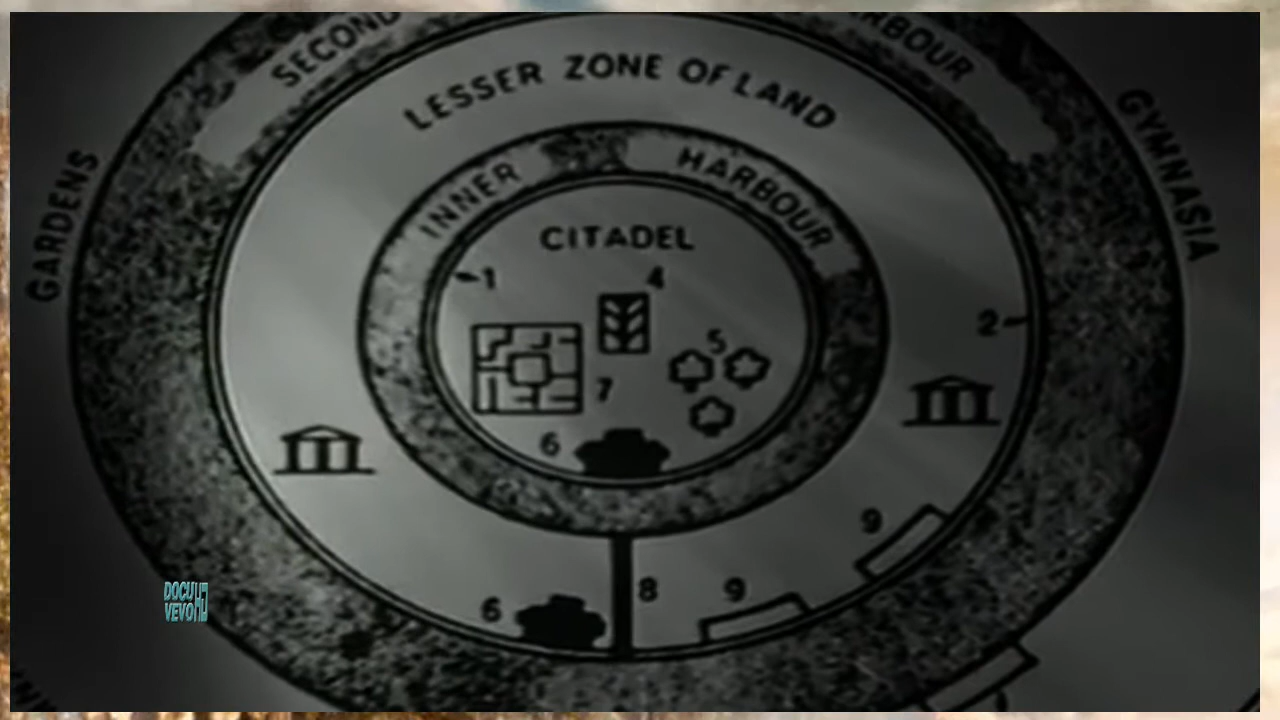 SECOND
RBOUR
LESSER ZONE OF LAND
GARDENS
GYMNASIA
INNER HARBOUR
CITADEL
1
4
2
5
7
6
9
8
9
6
DOCU
VEVO